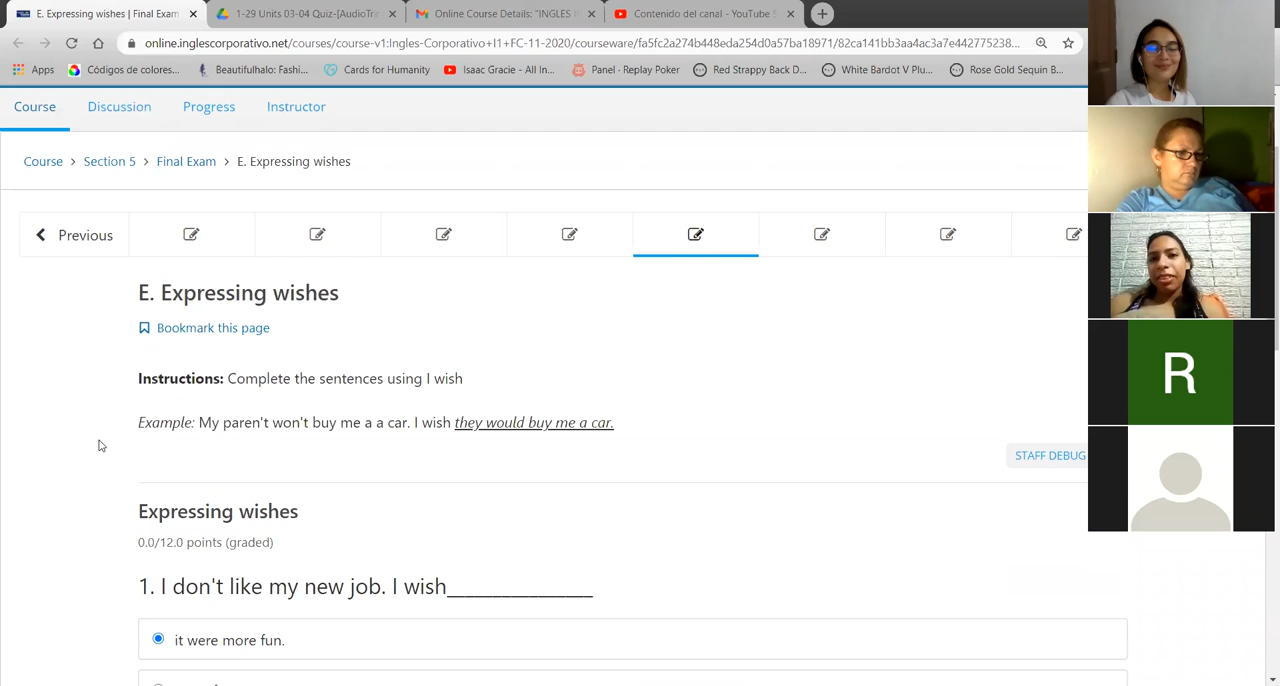 E. Expressing wishes | Final Exam
1-29 Units 03-04 Quiz-[AudioTra
Online Course Details: "INGLES I
Contenido del canal - YouTube S
online.inglescorporativo.net/courses/course-v1:Ingles-Corporativo+I1+FC-11-2020/courseware/fa5fc2a274b448eda254d0a57ba18971/82ca141bb3aa4ac3a7e442775238...
Apps
Códigos de colores...
Beautifulhalo: Fashi...
Cards for Humanity
Isaac Gracie - All In...
Panel - Replay Poker
Red Strappy Back D...
White Bardot V Plu...
Rose Gold Sequin B...
Course Discussion Progress Instructor
Course > Section 5 > Final Exam > E. Expressing wishes
Previous
E. Expressing wishes
Bookmark this page
Instructions: Complete the sentences using I wish
Example: My paren't won't buy me a a car. I wish they would buy me a car.
STAFF DEBUG
Expressing wishes
0.0/12.0 points (graded)
1. I don't like my new job. I wish________________
it were more fun.
R